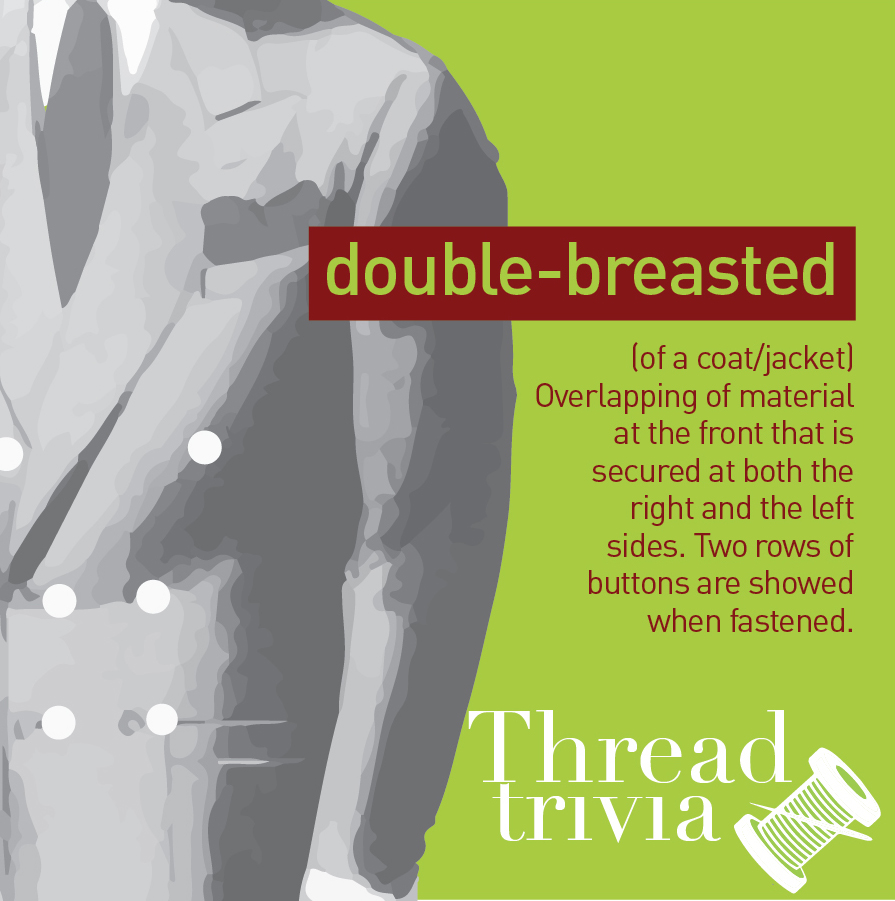 double-breasted
(of a coat/jacket)
Overlapping of material
at the front that is
secured at both the
right and the left
sides. Two rows of
buttons are showed
when fastened.
Thread
trivia